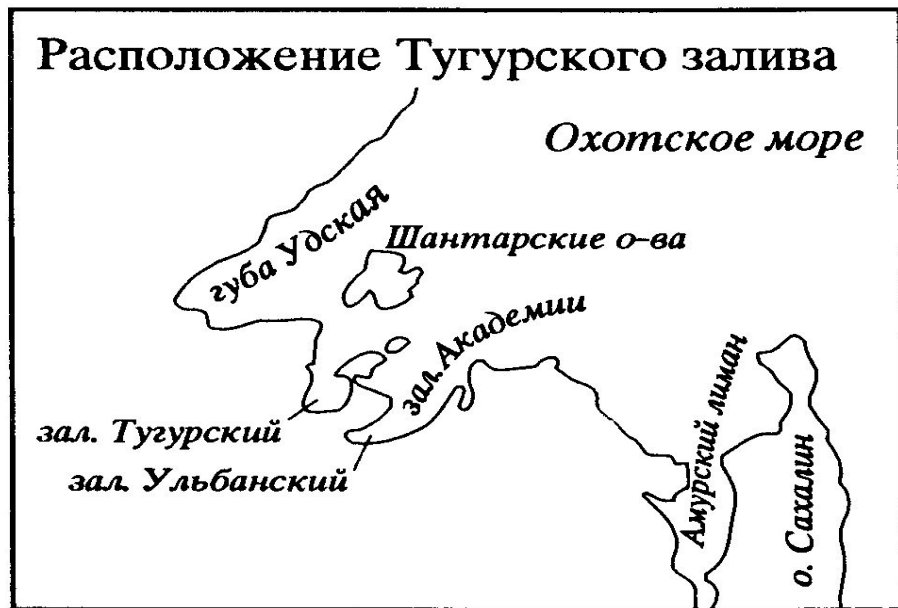 Расположение Тугурского залива
Охотское море
губа Удская
Шантарские о-ва
зал. Академии
зал. Тугурский
зал. Ульбанский
Амурский лиман
о. Сахалин